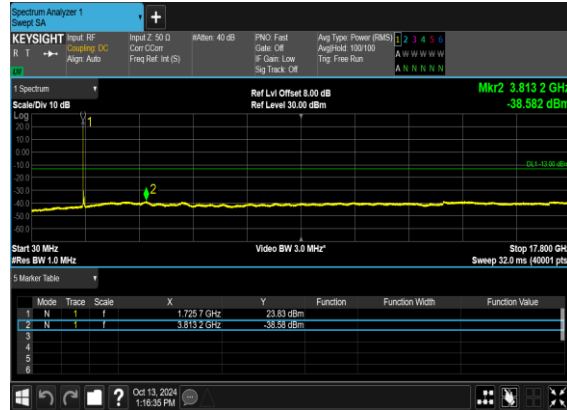 Spectrum Analyzer 1
Swept SA
+
KEYSIGHT Input: RF Input Z: 50 Ω #Atten: 40 dB PNO: Fast Avg Type: Power (RMS) 1 2 3 4 5 6
R T Coupling: DC Corr CCorr Gate: Off Avg|Hold: 100/100 A W W W W W
Align: Auto Freq Ref: Int (S) IF Gain: Low Trig: Free Run
Sig Track: Off A N N N N N
1 Spectrum Ref Lvl Offset 8.00 dB Mkr2 3.813 2 GHz
Scale/Div 10 dB Ref Level 30.00 dBm -38.582 dBm
Log
20.0
10.0
0.00
-10.0
-20.0
-30.0
-40.0
-50.0
-60.0
1
2
DL1 -13.00 dBm
Start 30 MHz Video BW 3.0 MHz* Stop 17.800 GHz
#Res BW 1.0 MHz Sweep 32.0 ms (40001 pts)
5 Marker Table
Mode Trace Scale X Y Function Function Width Function Value
1 N 1 f 1.725 7 GHz 23.83 dBm
2 N 1 f 3.813 2 GHz -38.58 dBm
3
4
5
6
? Oct 13, 2024
1:16:35 PM